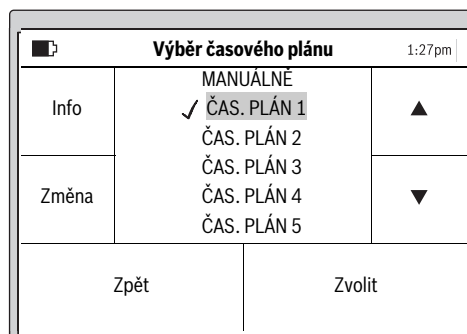 Výběr časového plánu 1:27pm
MANUÁLNĚ
Info
ČAS. PLÁN 1
ČAS. PLÁN 2
ČAS. PLÁN 3
Změna
ČAS. PLÁN 4
ČAS. PLÁN 5
Zpět
Zvolit